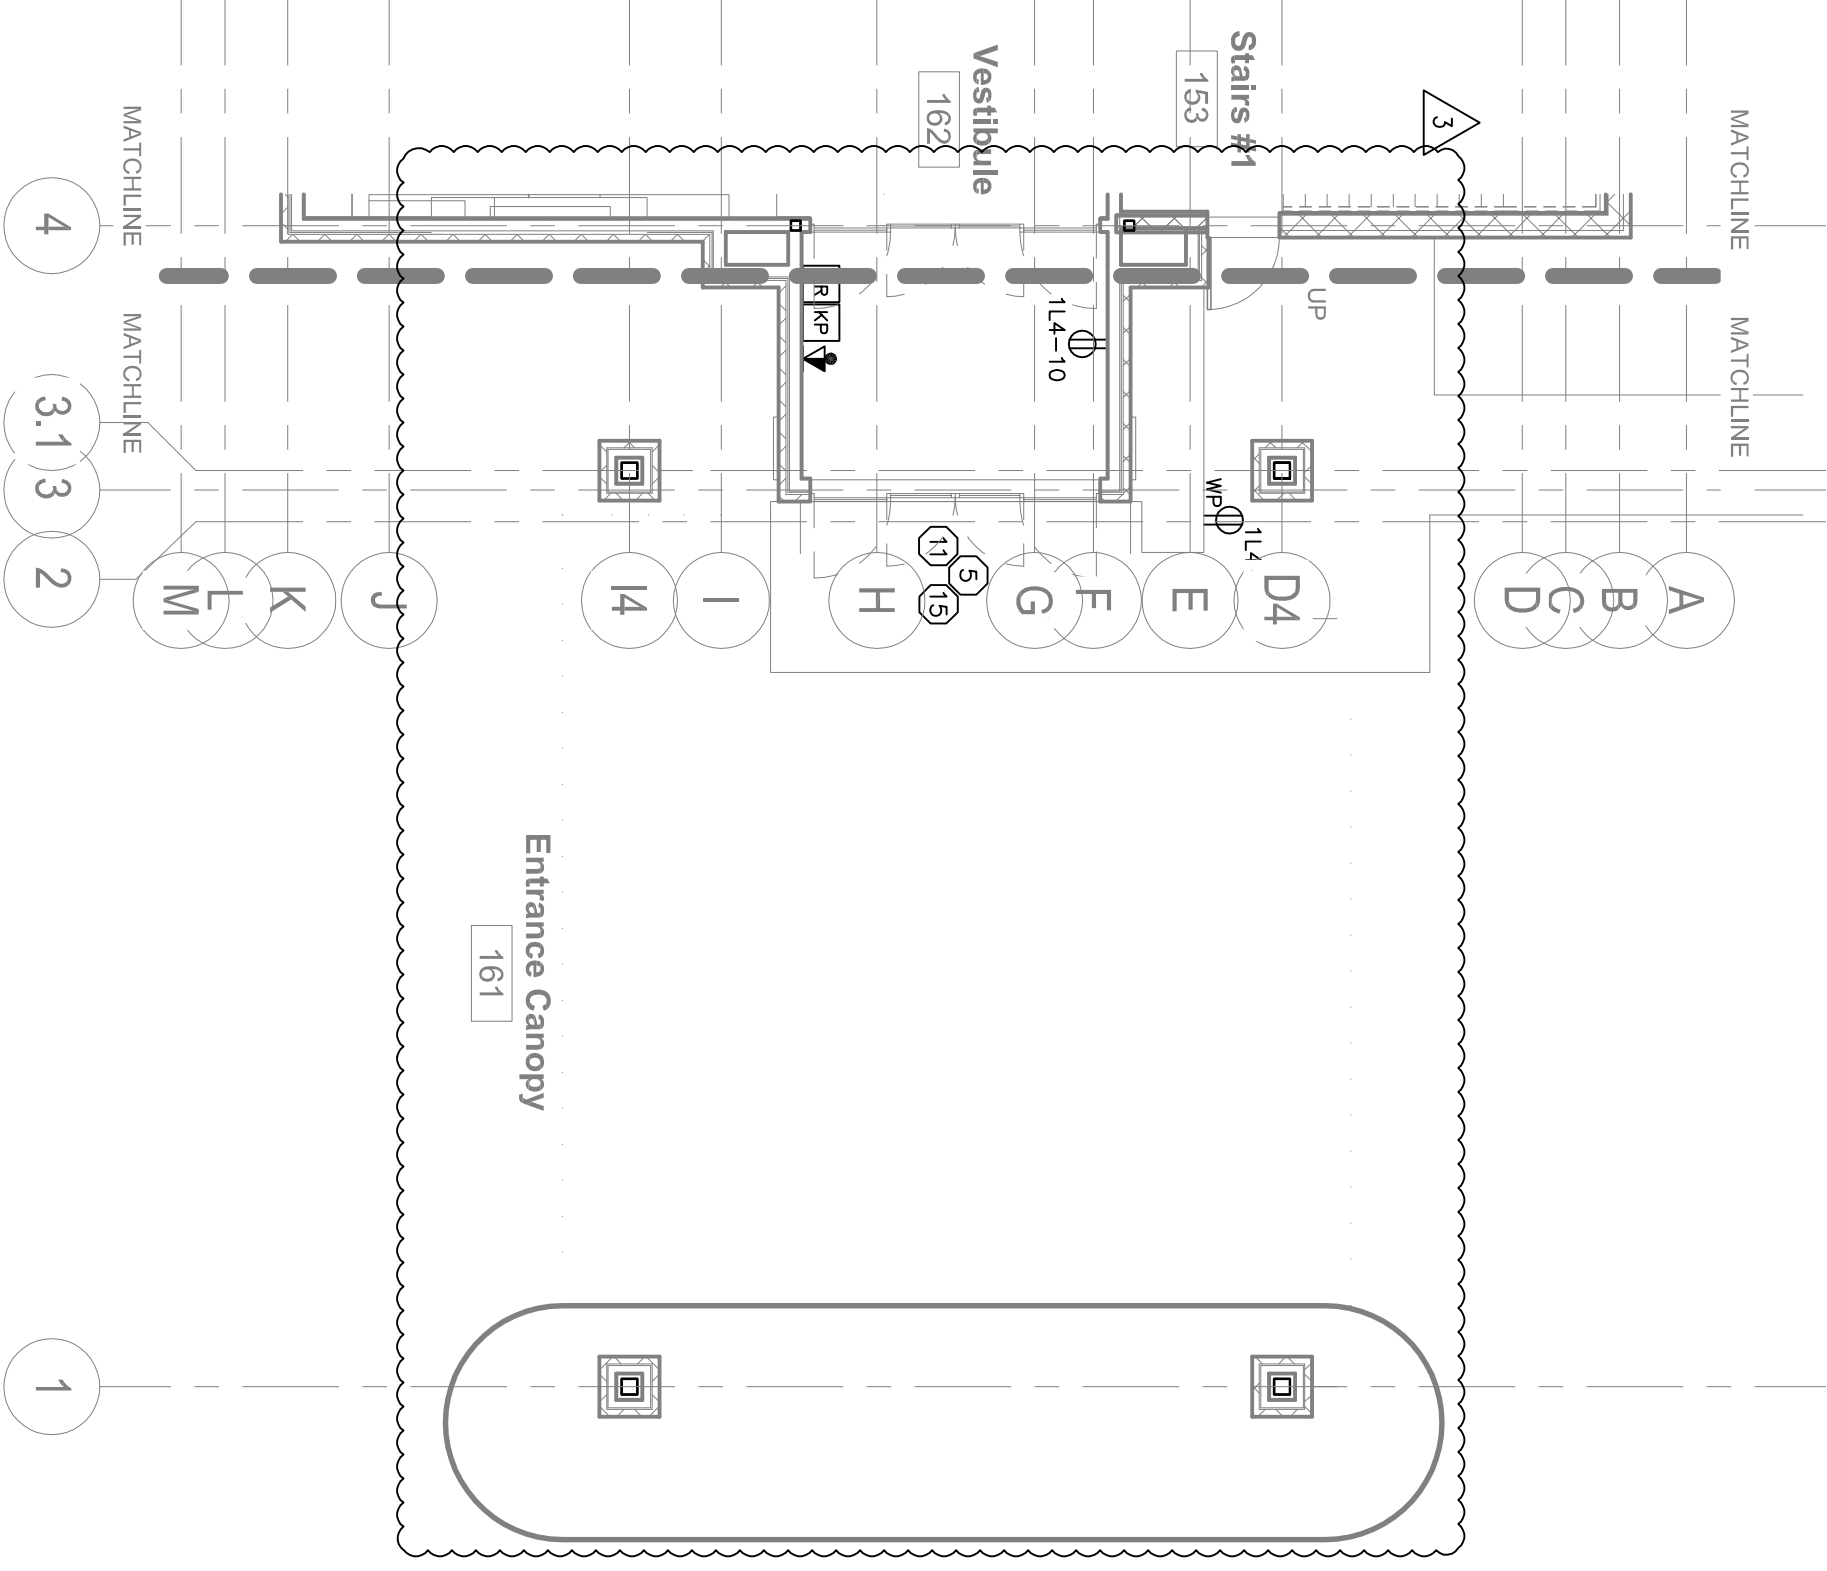 Stairs #1
153
Vestibule
162
3
MATCHLINE
MATCHLINE
MATCHLINE
MATCHLINE
UP
R
KP
1L4-10
WP
1L4
11
5
15
A
B
C
D
D4
E
F
G
H
I
I4
J
K
L
M
4
3.1
3
2
1
Entrance Canopy
161